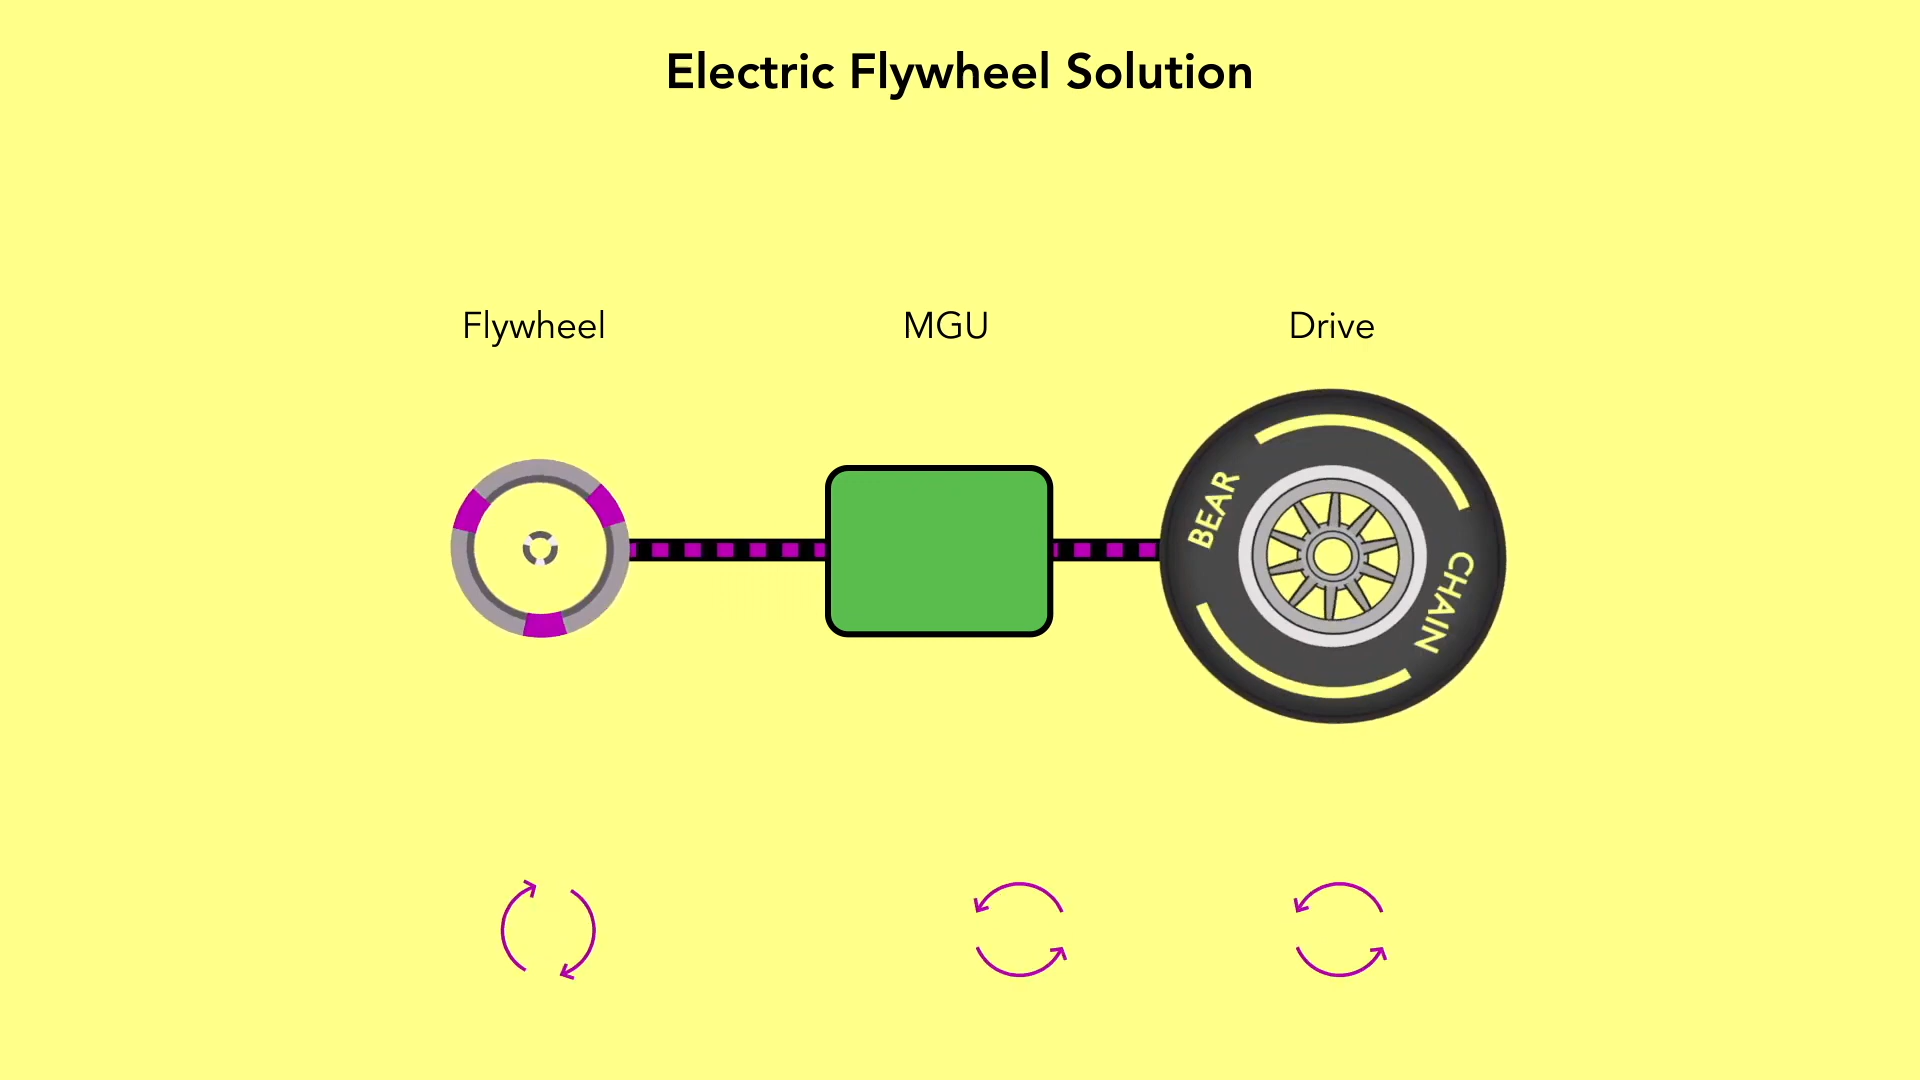 Electric Flywheel Solution
Flywheel
MGU
Drive
BEAR
CHAIN